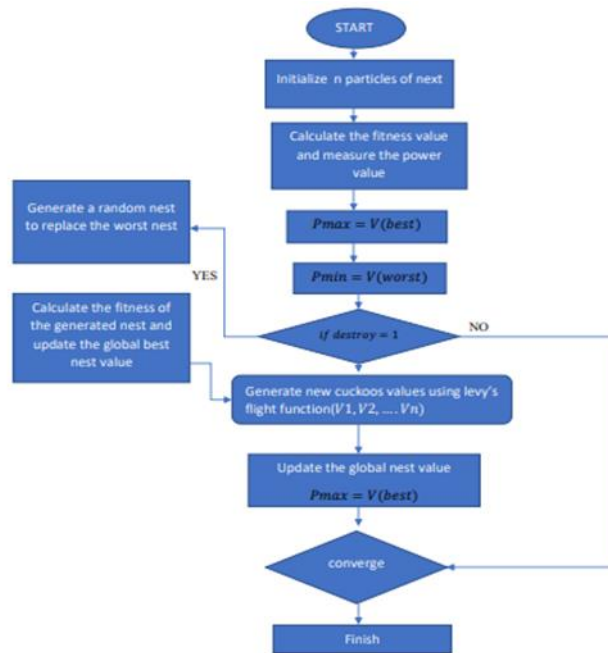 START
Initialize n particles of next
Calculate the fitness value
and measure the power
value
Generate a random nest
to replace the worst nest
Pmax = V(best)
YES
Pmin = V(worst)
Calculate the fitness of
the generated nest and
update the global best
nest value
if destroy = 1
NO
Generate new cuckoos values using levy's
flight function(V1, V2, .... Vn)
Update the global nest value
Pmax = V(best)
converge
Finish